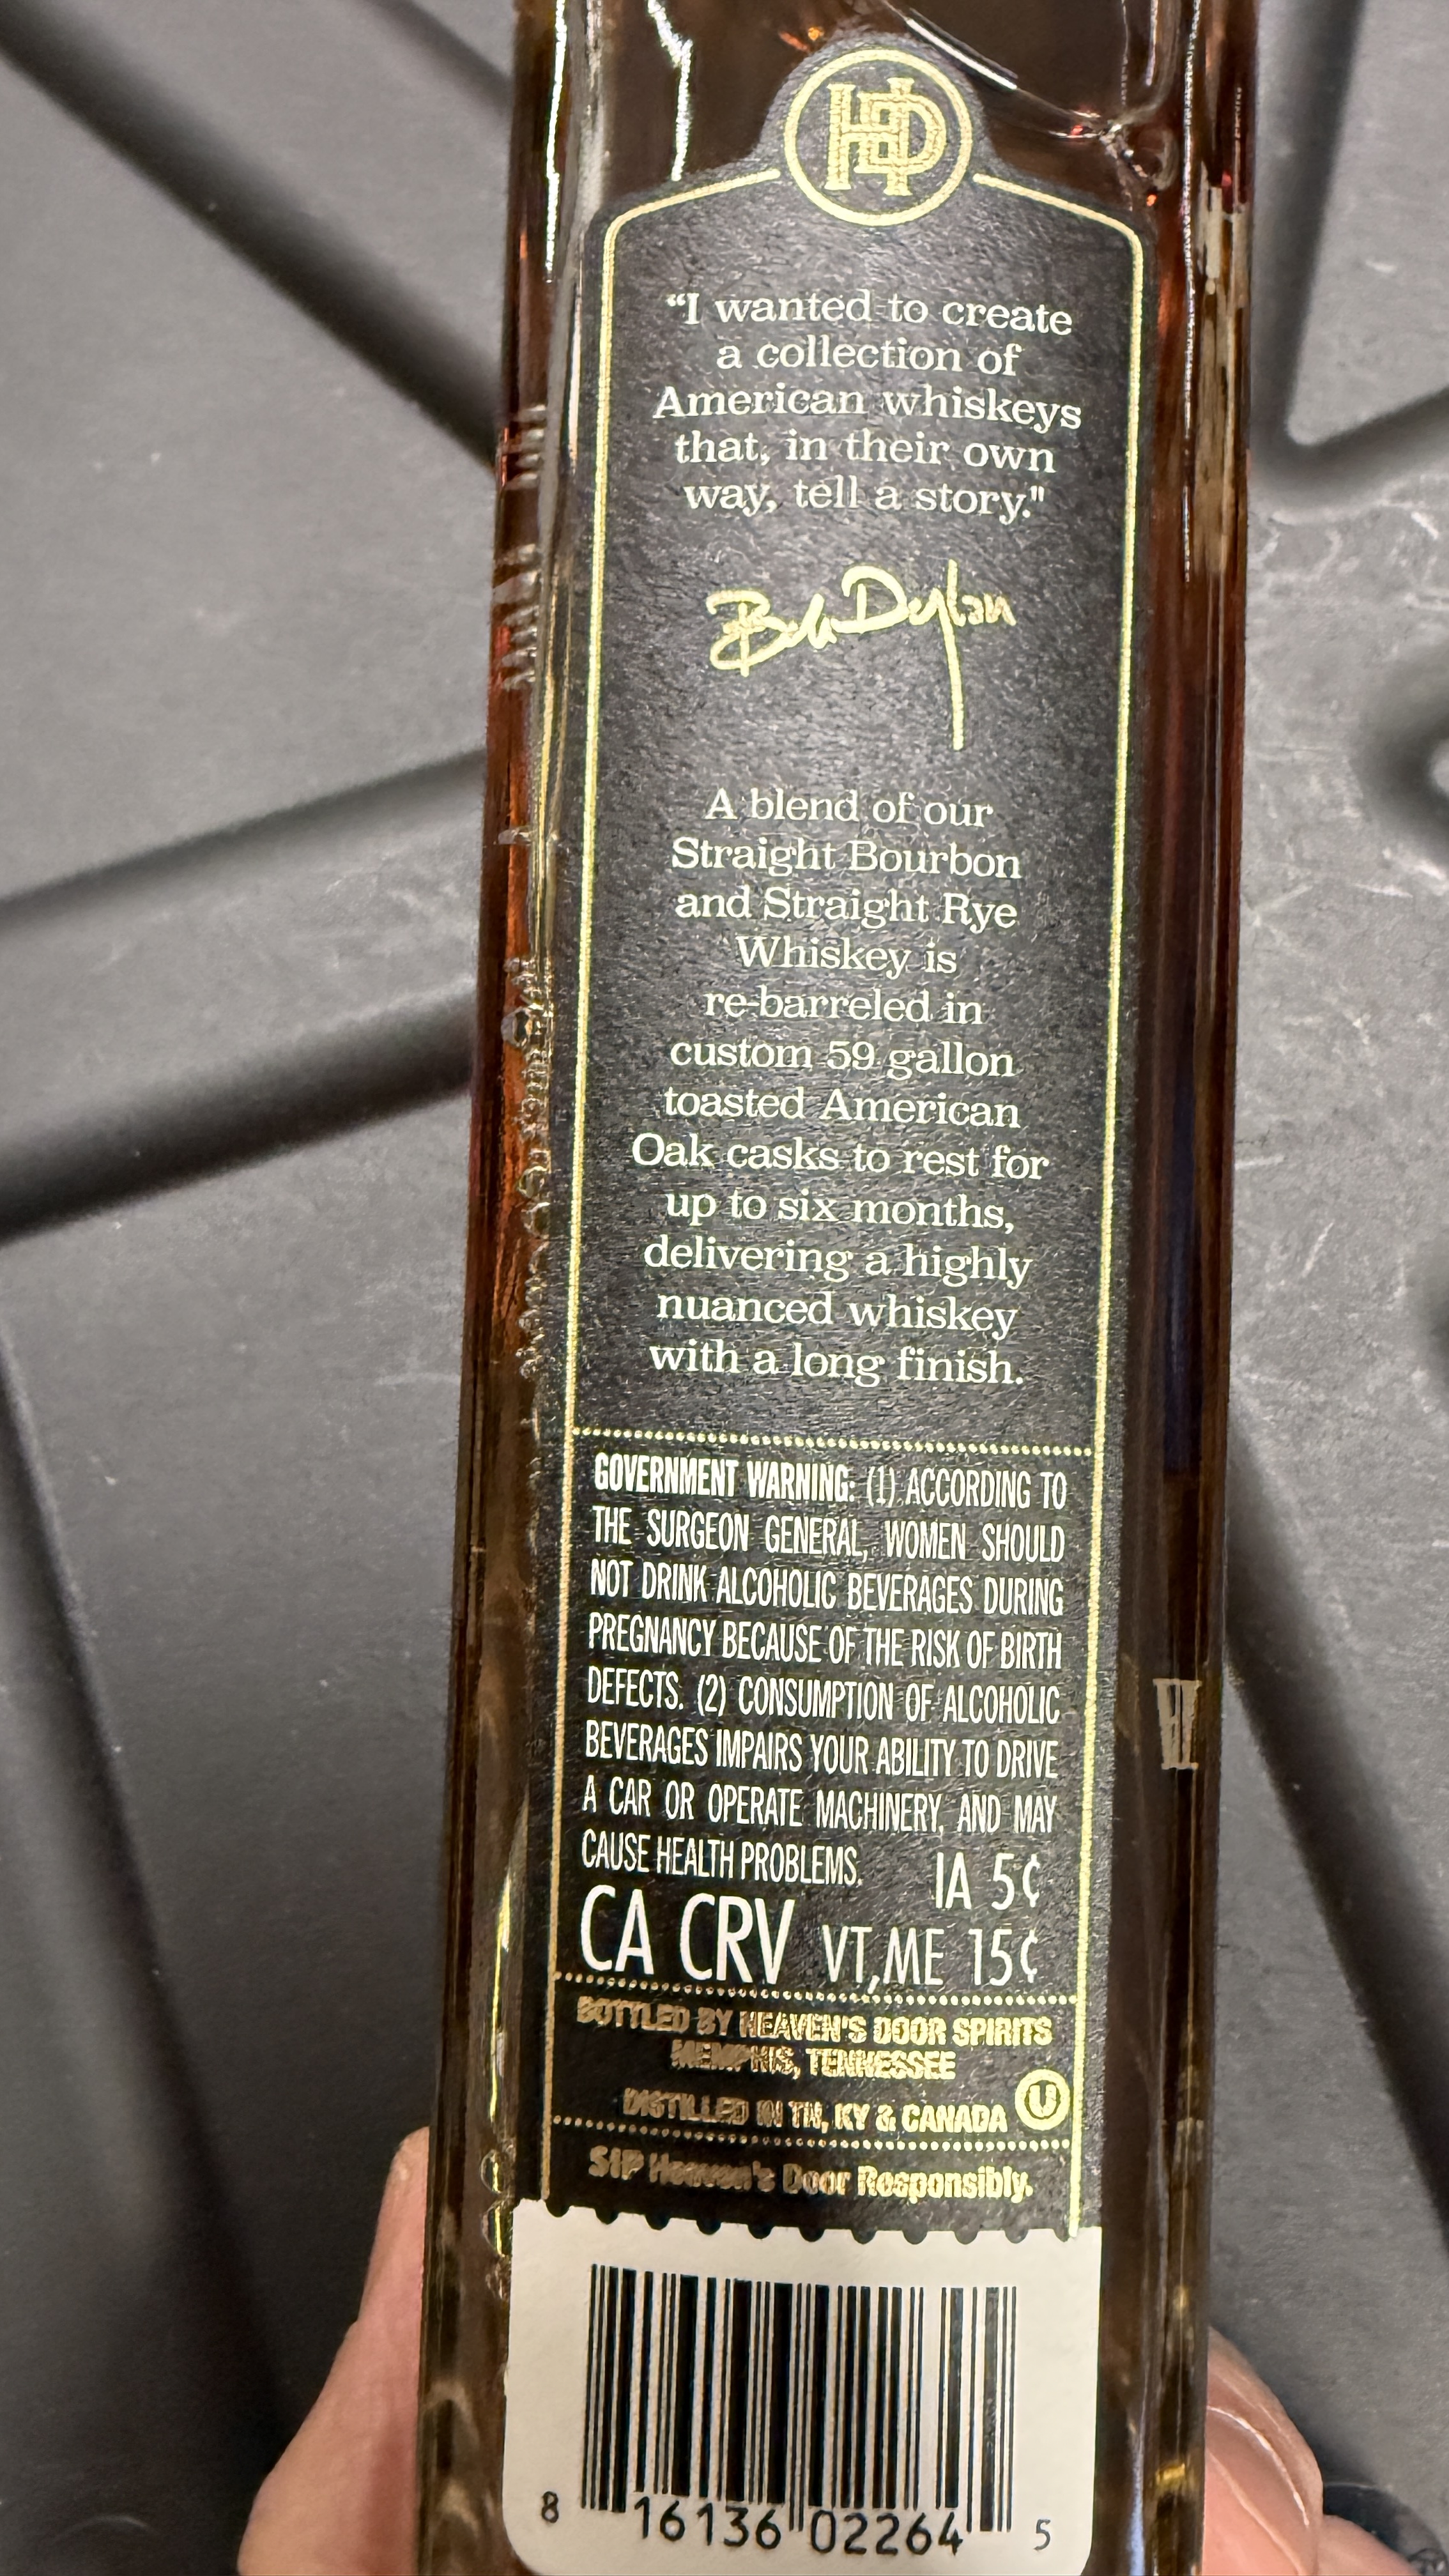 HD
“I wanted to create
a collection of
American whiskeys
that, in their own
way, tell a story."
Bob Dylan
A blend of our
Straight Bourbon
and Straight Rye
Whiskey is
re-barreled in
custom 59 gallon
toasted American
Oak casks to rest for
up to six months,
delivering a highly
nuanced whiskey
with a long finish.
GOVERNMENT WARNING: (1) ACCORDING TO
THE SURGEON GENERAL, WOMEN SHOULD
NOT DRINK ALCOHOLIC BEVERAGES DURING
PREGNANCY BECAUSE OF THE RISK OF BIRTH
DEFECTS. (2) CONSUMPTION OF ALCOHOLIC
BEVERAGES IMPAIRS YOUR ABILITY TO DRIVE
A CAR OR OPERATE MACHINERY, AND MAY
CAUSE HEALTH PROBLEMS. IA 5¢
CA CRV VT,ME 15¢
BOTTLED BY HEAVEN'S DOOR SPIRITS
MEMPHIS, TENNESSEE
DISTILLED IN TN, KY & CANADA U
SIP Heaven's Door Responsibly.
8 16136 02264 5